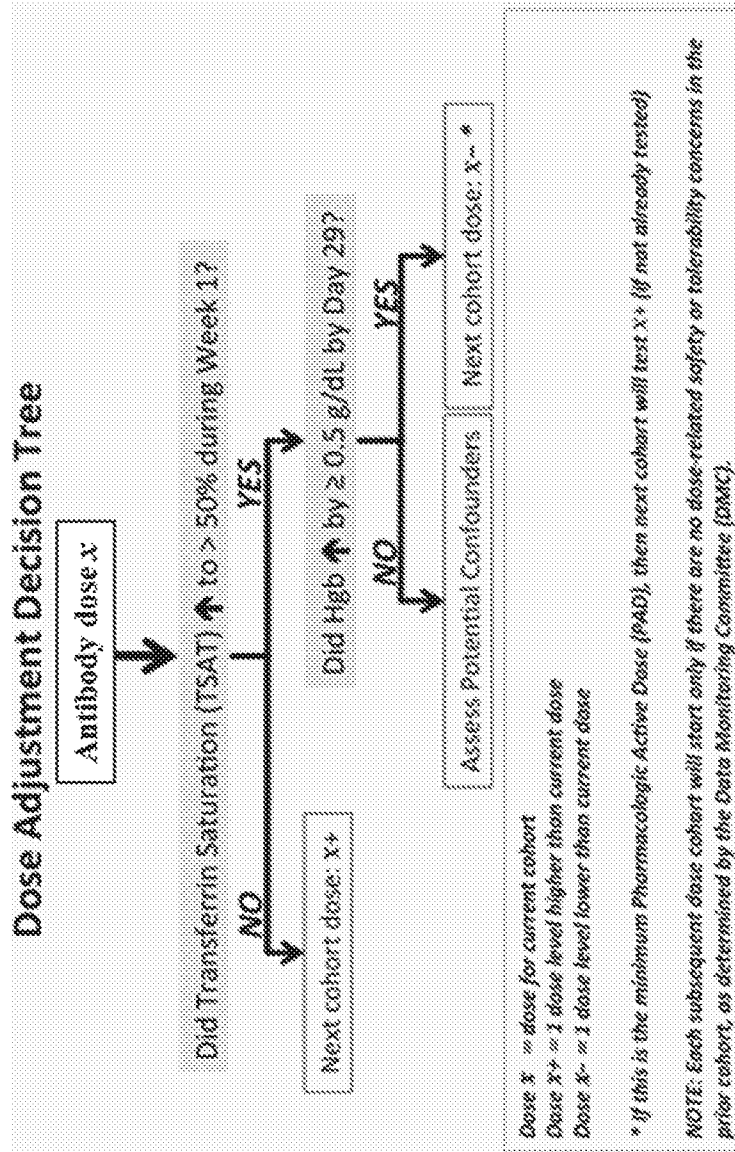 Dose Adjustment Decision Tree
Antibody dose x
Did Transferrin Saturation (TSAT) ↑ to > 50% during Week 1?
NO
YES
Next cohort dose: x+
Did Hgb ↑ by ≥ 0.5 g/dL by Day 29?
NO
YES
Assess Potential Confounders
Next cohort dose: x- *
Dose X = dose for current cohort
Dose X+ = 1 dose level higher than current dose
Dose X- = 1 dose level lower than current dose
* If this is the minimum Pharmacologic Active Dose (PAD), then next cohort will test X+ (if not already tested)
NOTE: Each subsequent dose cohort will start only if there are no dose-related safety or tolerability concerns in the
prior cohort, as determined by the Data Monitoring Committee (DMC).